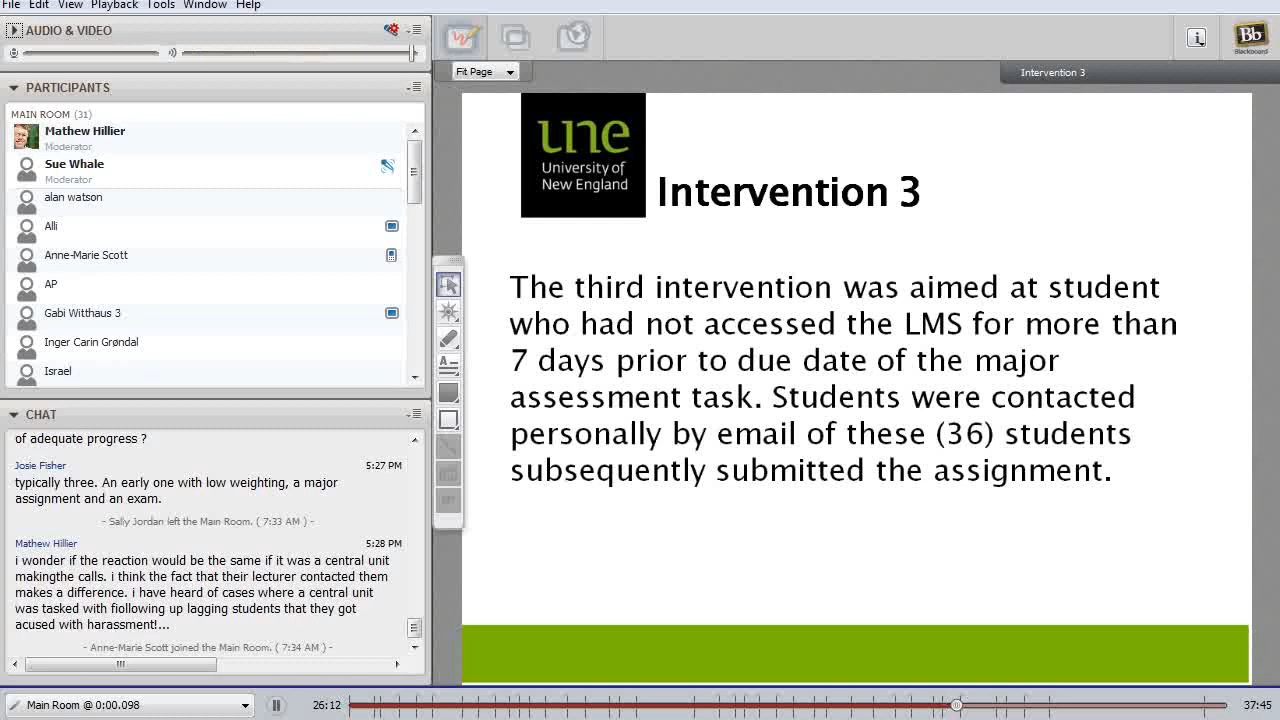 File Edit View Playback Tools Window Help
AUDIO & VIDEO
PARTICIPANTS
MAIN ROOM (31)
Mathew Hillier
Moderator
Sue Whale
Moderator
alan watson
Alli
Anne-Marie Scott
AP
Gabi Witthaus 3
Inger Carin Grøndal
Israel
CHAT
of adequate progress ?
Josie Fisher 5:27 PM
typically three. An early one with low weighting, a major
assignment and an exam.
- Sally Jordan left the Main Room. ( 7:33 AM ) -
Mathew Hillier 5:28 PM
i wonder if the reaction would be the same if it was a central unit
makingthe calls. i think the fact that their lecturer contacted them
makes a difference. i have heard of cases where a central unit
was tasked with fiollowing up lagging students that they got
acused with harassment!...
- Anne-Marie Scott joined the Main Room. ( 7:34 AM ) -
Main Room @ 0:00.098
26:12
37:45
Fit Page
Intervention 3
Bb
Blackboard
une
University of
New England
Intervention 3
The third intervention was aimed at student
who had not accessed the LMS for more than
7 days prior to due date of the major
assessment task. Students were contacted
personally by email of these (36) students
subsequently submitted the assignment.